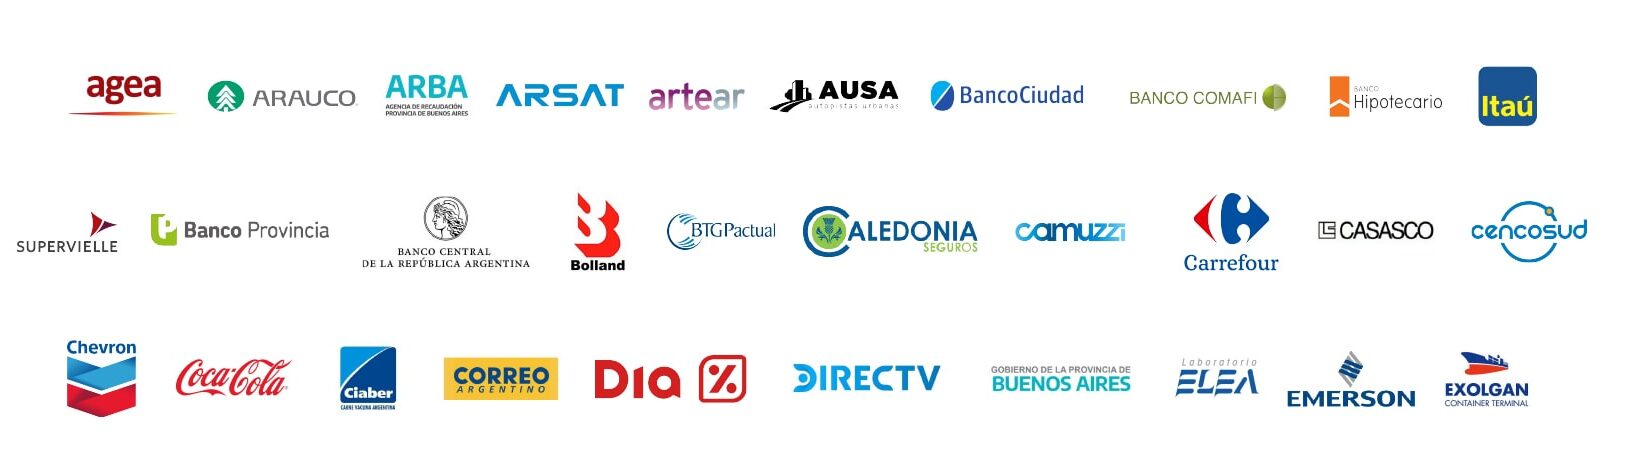 agea
ARAUCO
ARBA
AGENCIA DE RECAUDACIÓN
PROVINCIA DE BUENOS AIRES
ARSAT
artear
AUSA
autopistas urbanas
BancoCiudad
BANCO COMAFI
BANCO
Hipotecario
Itaú
SUPERVIELLE
Banco Provincia
BANCO CENTRAL
DE LA REPÚBLICA ARGENTINA
Bolland
BTGPactual
CALEDONIA
SEGUROS
camuzzi
Carrefour
CASASCO
cencosud
Chevron
Coca-Cola
Ciaber
CARNE VACUNA ARGENTINA
CORREO
ARGENTINO
Dia %
DIRECTV
GOBIERNO DE LA PROVINCIA DE
BUENOS AIRES
Laboratorio
ELEA
EMERSON
EXOLGAN
CONTAINER TERMINAL